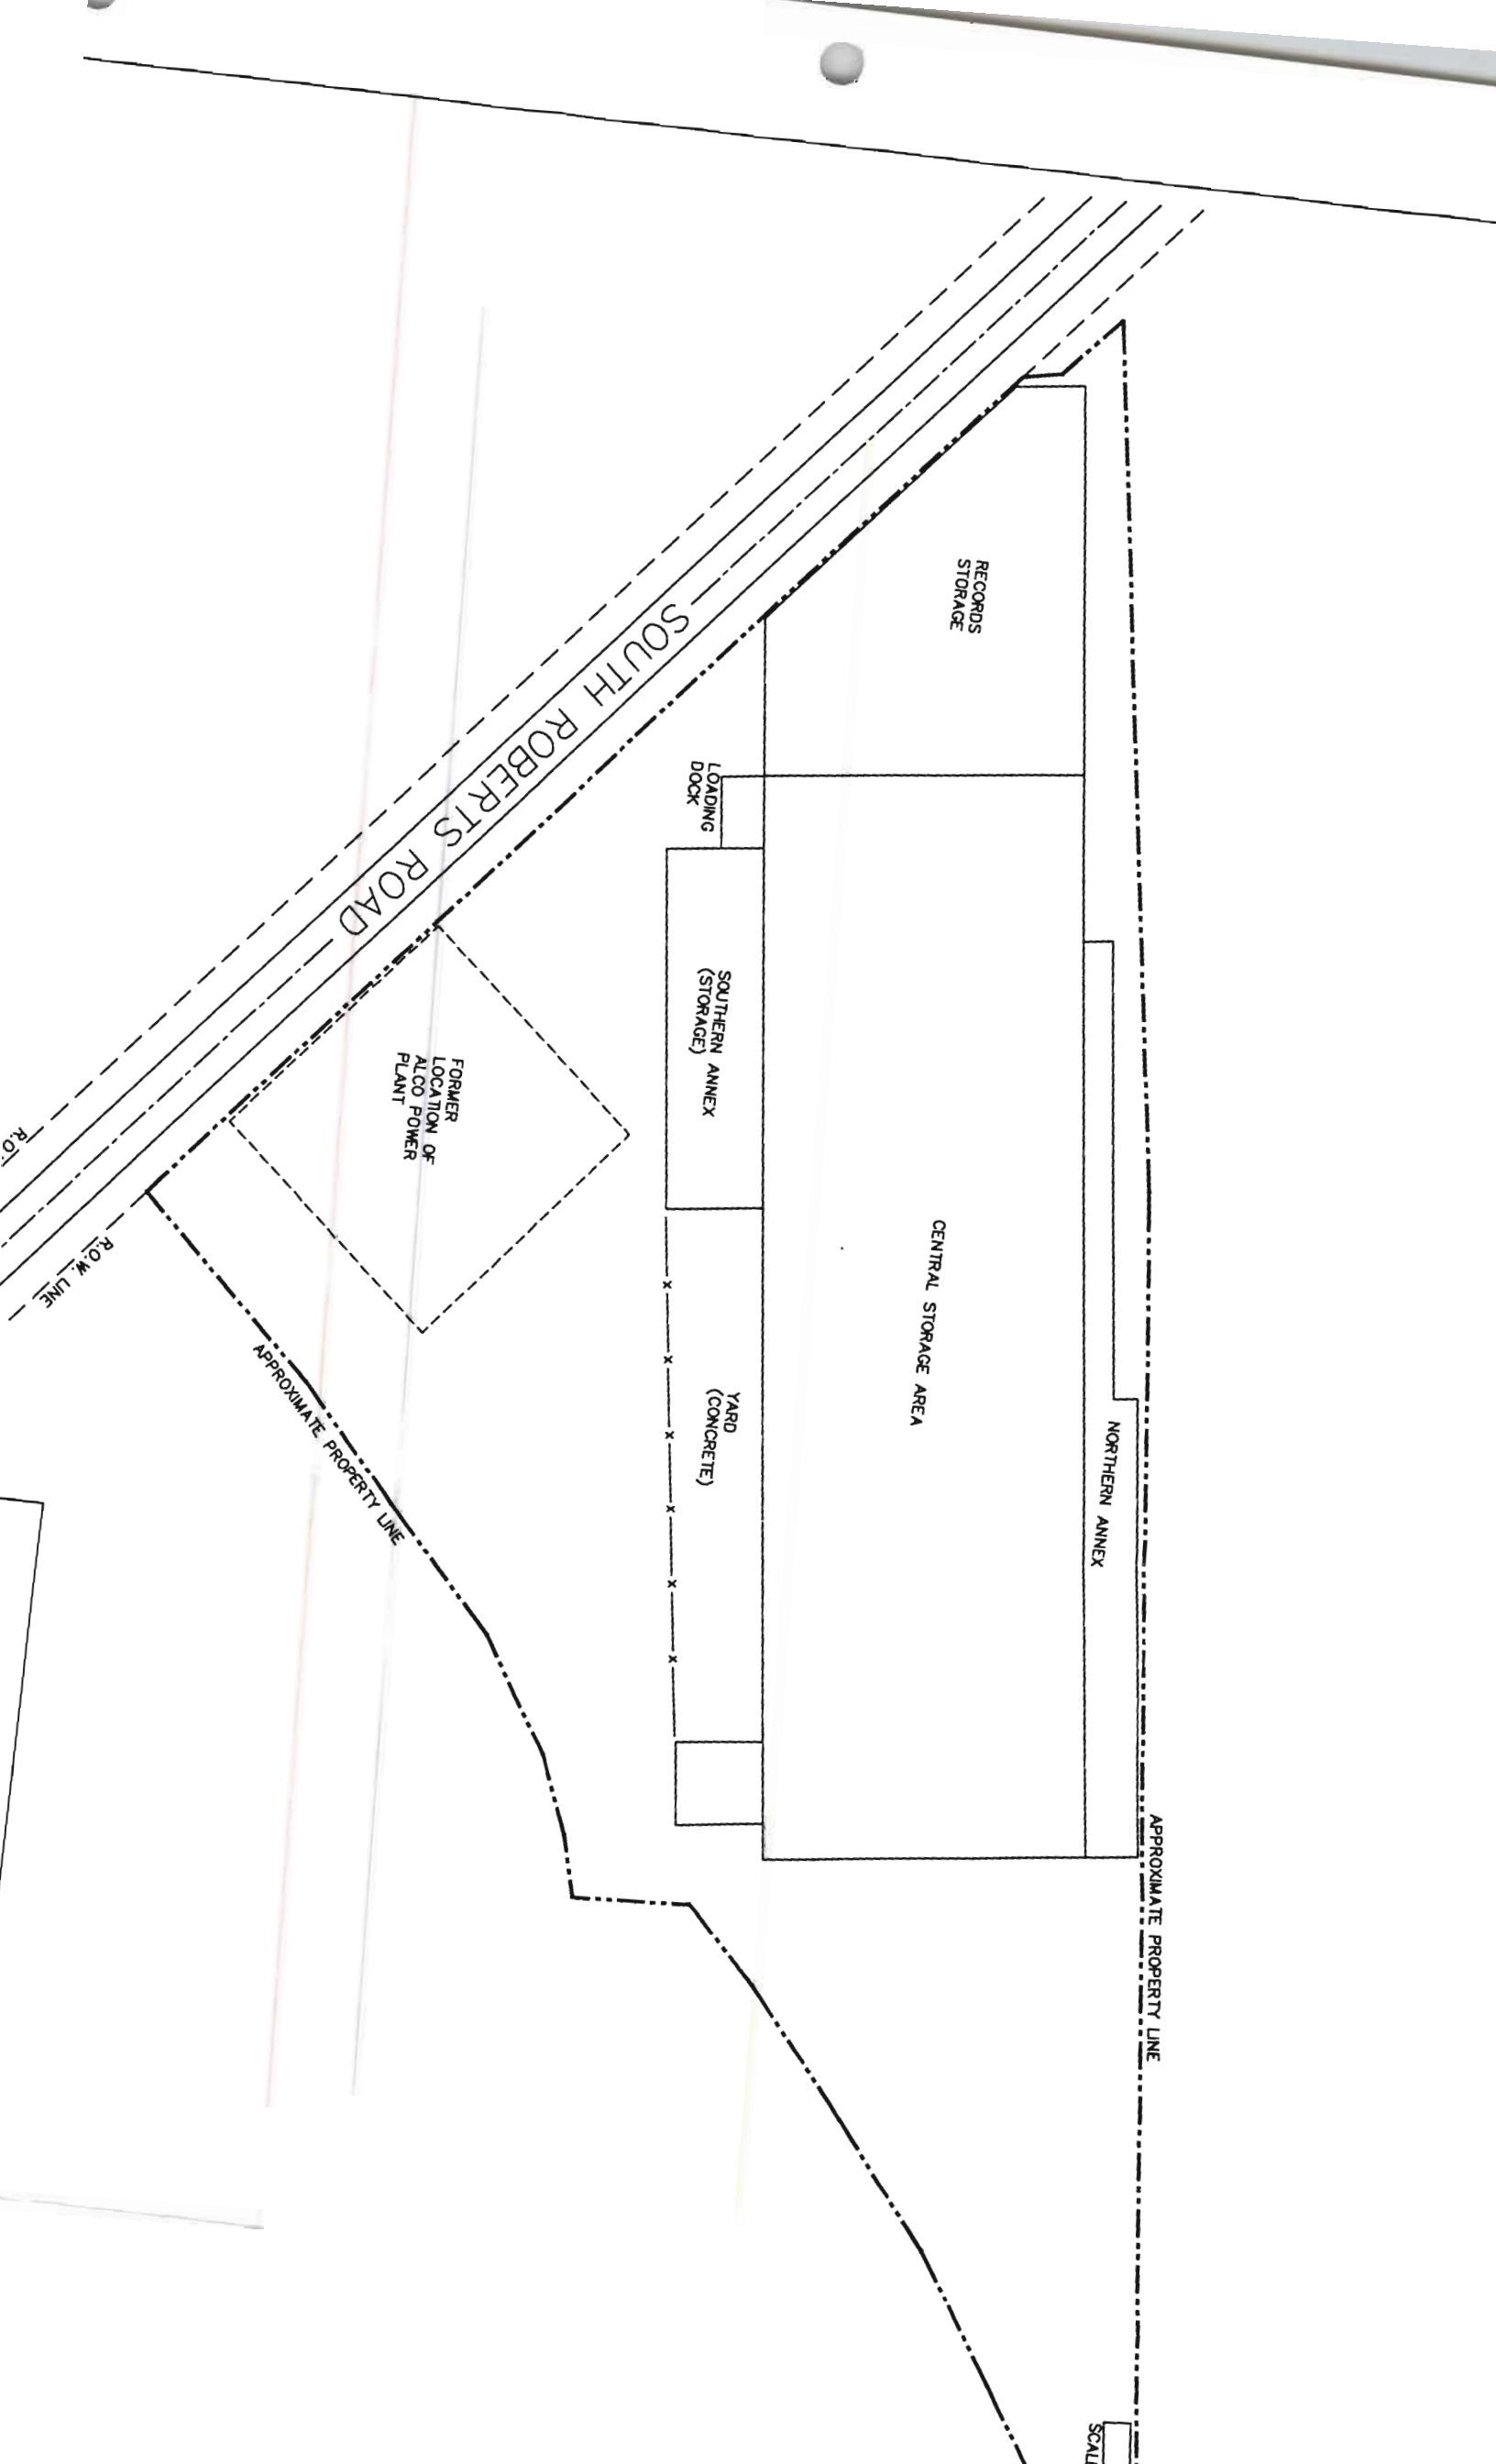 SOUTH ROBERTS ROAD
RECORDS
STORAGE
LOADING
DOCK
SOUTHERN ANNEX
(STORAGE)
FORMER
LOCATION OF
ALCO POWER
PLANT
CENTRAL STORAGE AREA
YARD
(CONCRETE)
NORTHERN ANNEX
R.O.
R.O.W. LINE
APPROXIMATE PROPERTY LINE
APPROXIMATE PROPERTY LINE
x
x
x
x
x
x